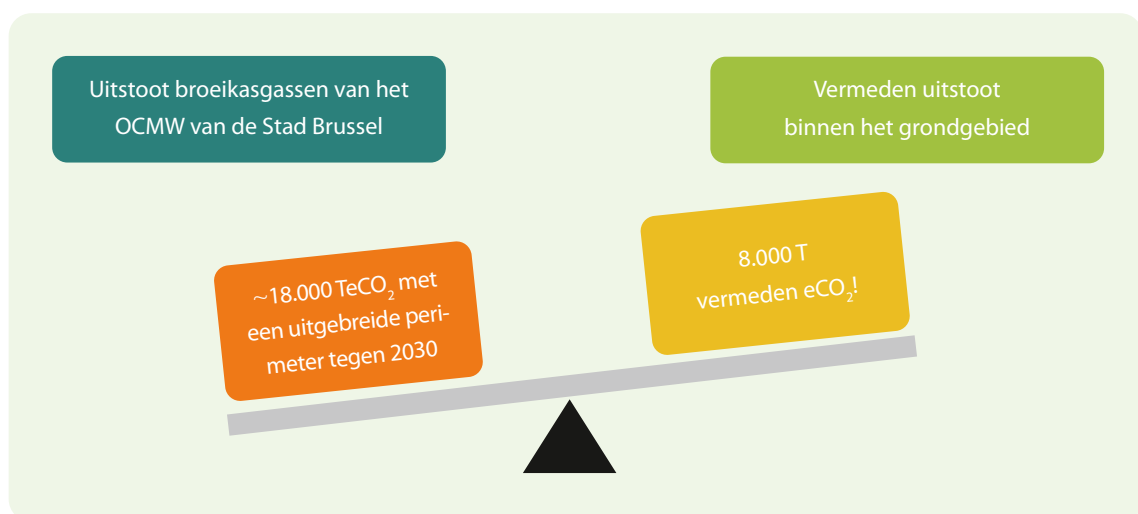 Uitstoot broeikasgassen van het
OCMW van de Stad Brussel
Vermeden uitstoot
binnen het grondgebied
~18.000 TeCO₂ met
een uitgebreide peri-
meter tegen 2030
8.000 T
vermeden eCO₂!